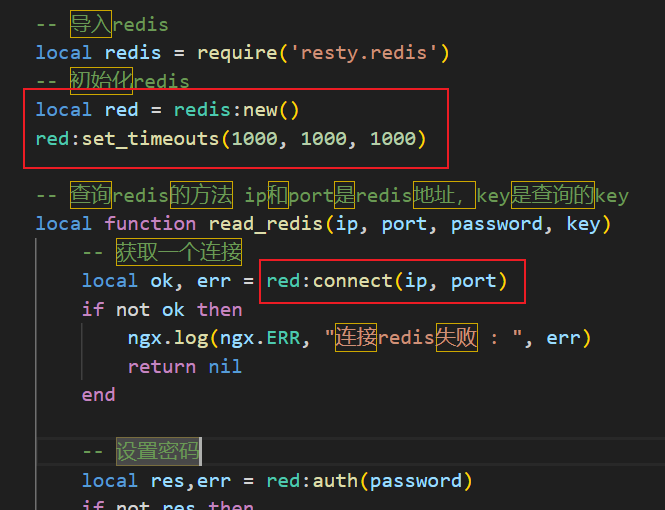 -- 导入redis
local redis = require('resty.redis')
-- 初始化redis
local red = redis:new()
red:set_timeouts(1000, 1000, 1000)
-- 查询redis的方法 ip和port是redis地址，key是查询的key
local function read_redis(ip, port, password, key)
-- 获取一个连接
local ok, err = red:connect(ip, port)
if not ok then
ngx.log(ngx.ERR, "连接redis失败 : ", err)
return nil
end
-- 设置密码
local res,err = red:auth(password)
if not res then